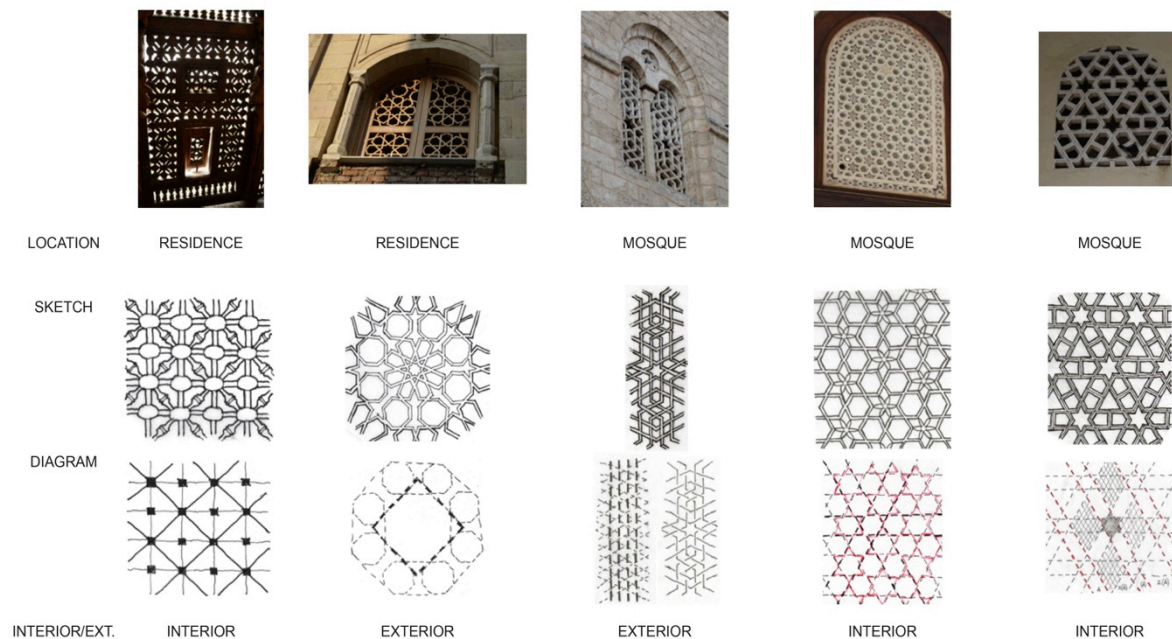 LOCATION RESIDENCE RESIDENCE MOSQUE MOSQUE MOSQUE
SKETCH
DIAGRAM
INTERIOR/EXT. INTERIOR EXTERIOR EXTERIOR INTERIOR INTERIOR